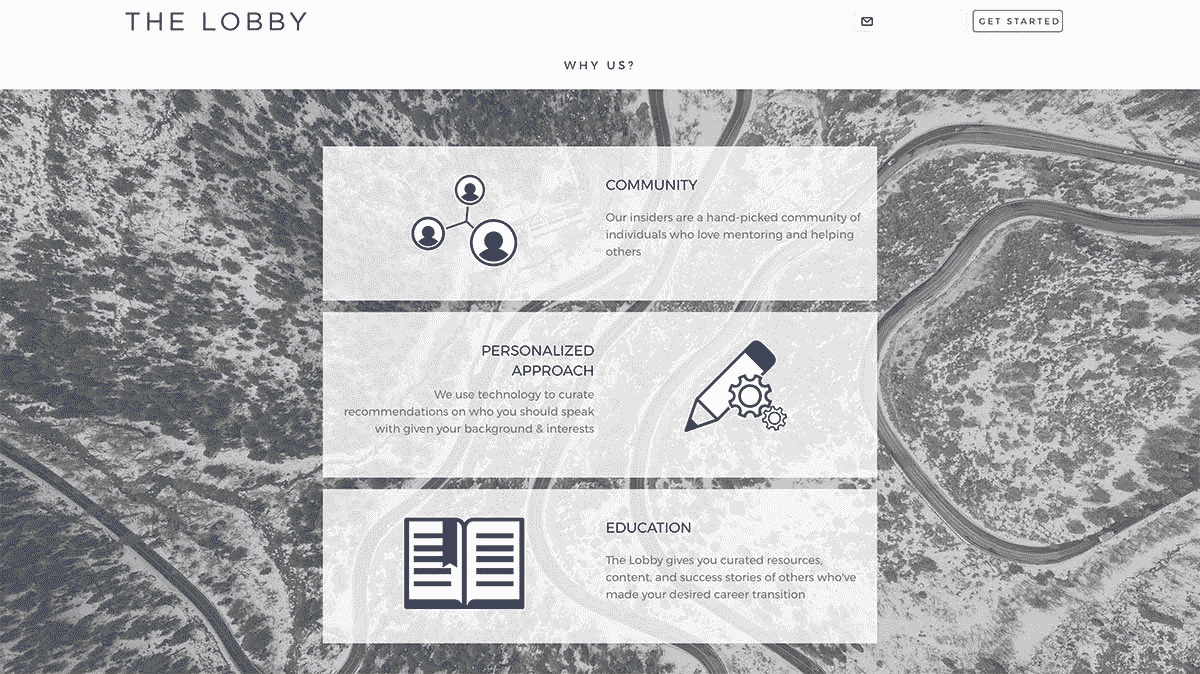 THE LOBBY
GET STARTED
WHY US?
COMMUNITY
Our insiders are a hand-picked community of
individuals who love mentoring and helping
others
PERSONALIZED
APPROACH
We use technology to curate
recommendations on who you should speak
with given your background & interests
EDUCATION
The Lobby gives you curated resources,
content, and success stories of others who've
made your desired career transition